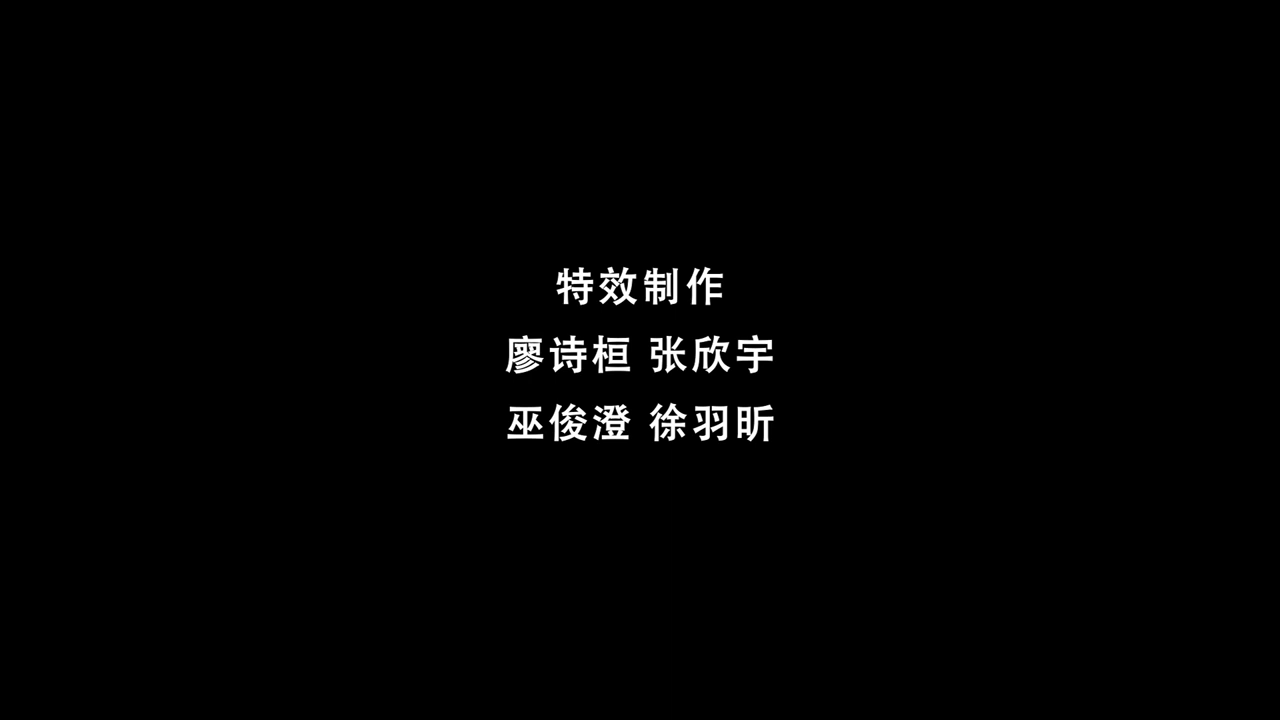 特效制作
廖诗桓 张欣宇
巫俊澄 徐羽昕